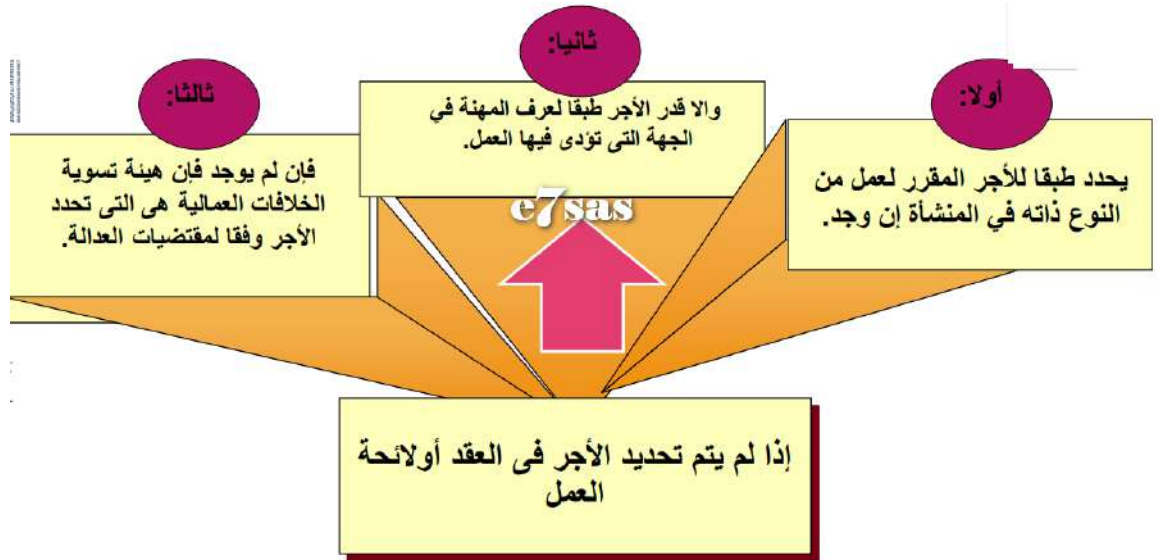 أولا:
يحدد طبقا للأجر المقرر لعمل من
النوع ذاته في المنشأة إن وجد.
ثانيا:
والا قدر الأجر طبقا لعرف المهنة في
الجهة التى تؤدى فيها العمل.
ثالثا:
فإن لم يوجد فإن هيئة تسوية
الخلافات العمالية هى التى تحدد
الأجر وفقا لمقتضيات العدالة.
e7sas
إذا لم يتم تحديد الأجر فى العقد أولائحة
العمل